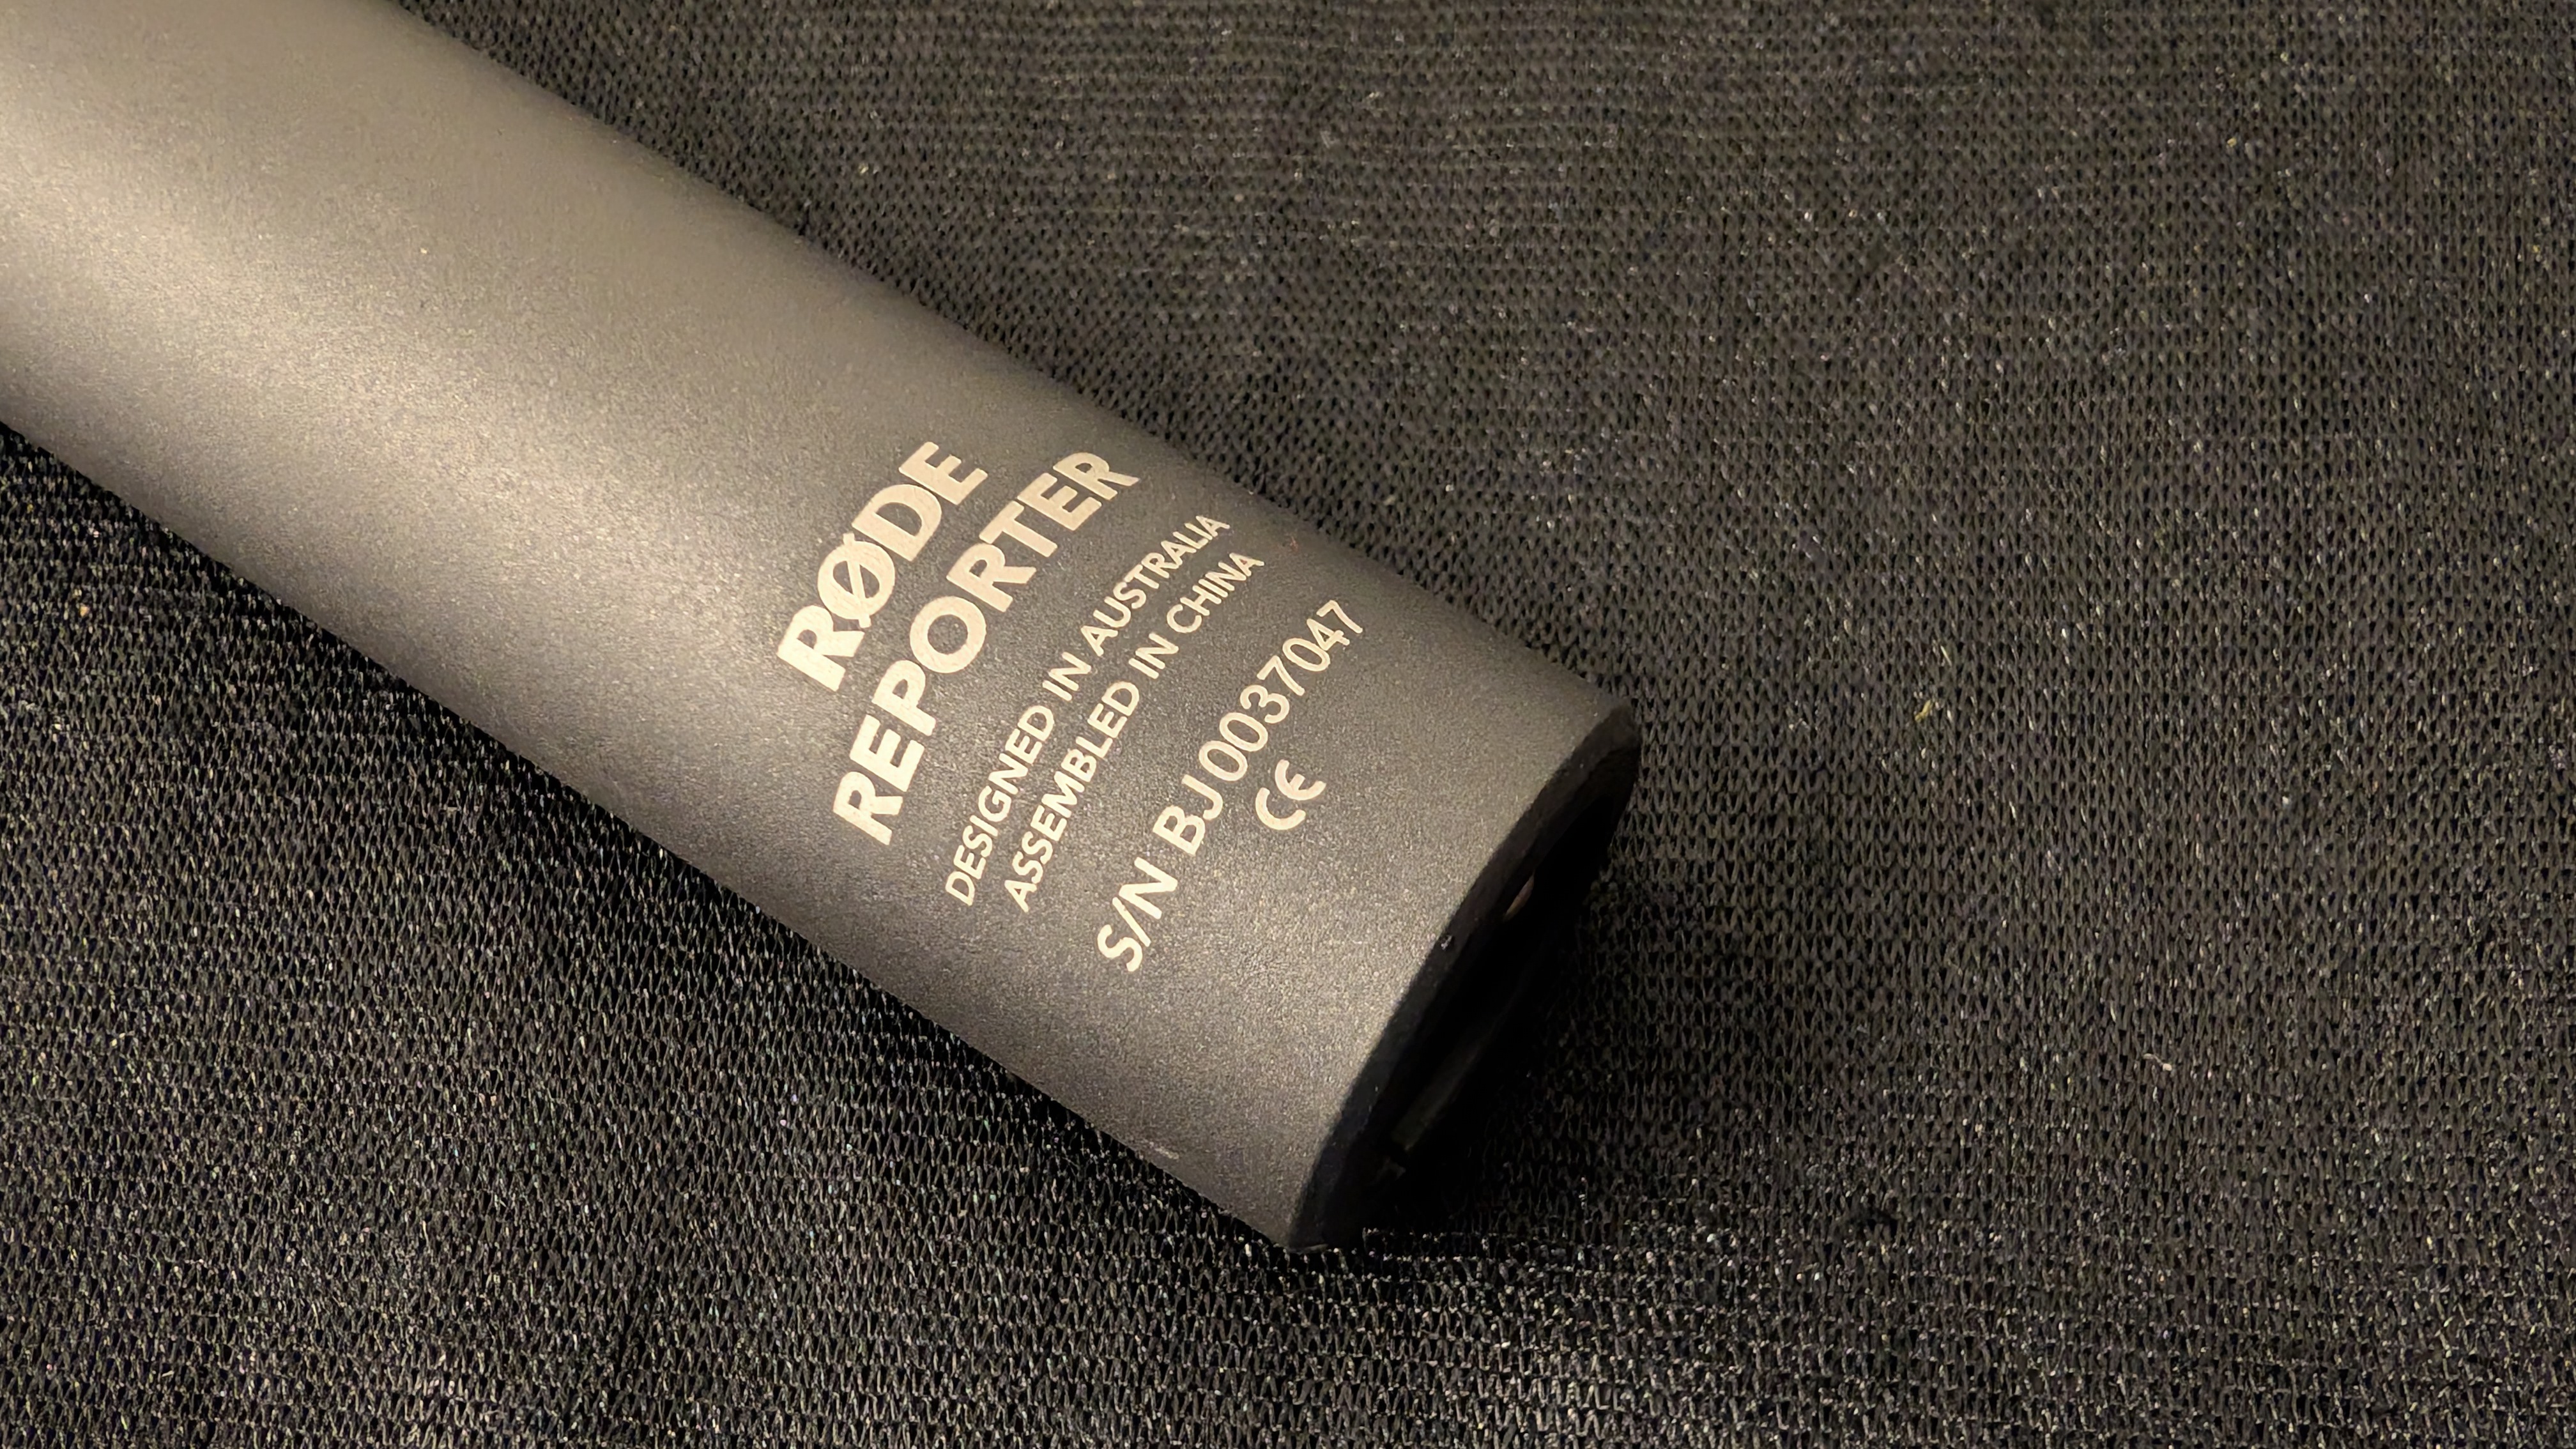 RØDE
REPORTER
DESIGNED IN AUSTRALIA
ASSEMBLED IN CHINA
S/N BJ0037047
CE